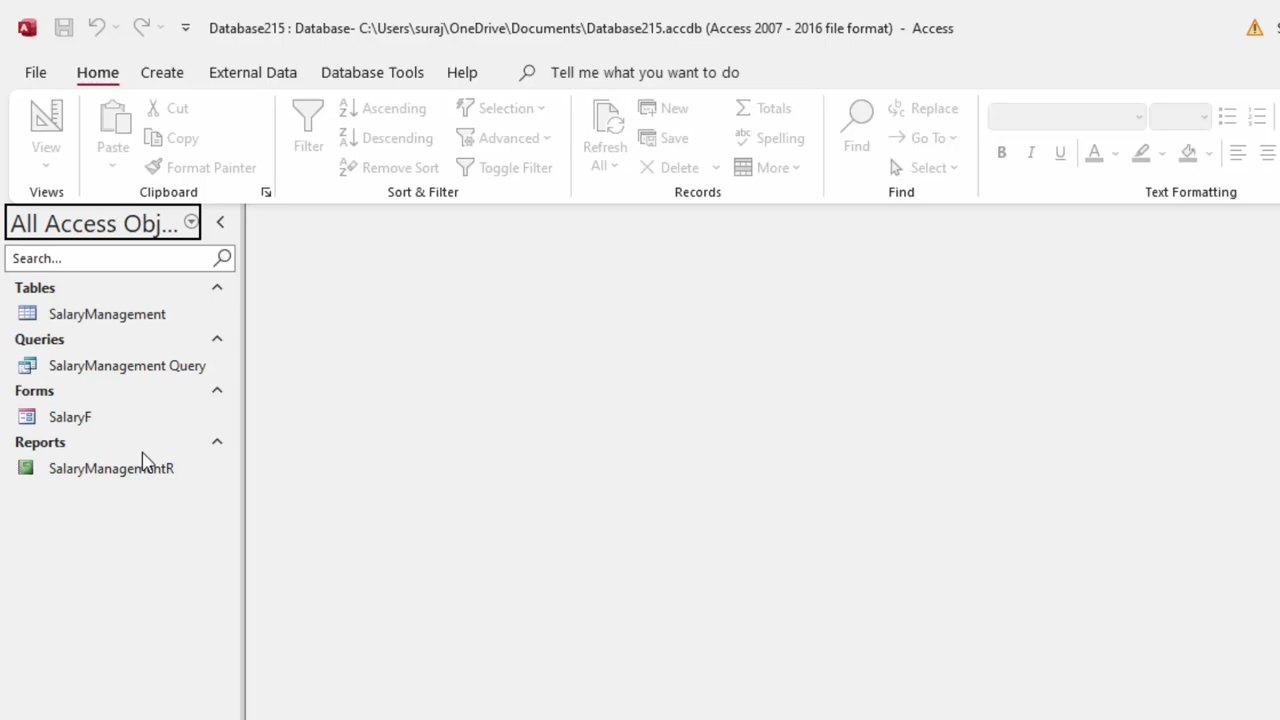 Database215 : Database- C:\Users\suraj\OneDrive\Documents\Database215.accdb (Access 2007 - 2016 file format) - Access
File Home Create External Data Database Tools Help Tell me what you want to do
View
Views
Paste
Cut
Copy
Format Painter
Clipboard
Filter
Ascending
Descending
Remove Sort
Selection
Advanced
Toggle Filter
Sort & Filter
Refresh
All
New
Save
Delete
Totals
Spelling
More
Records
Find
Replace
Go To
Select
Find
B I U A
Text Formatting
All Access Obj...
Search...
Tables
SalaryManagement
Queries
SalaryManagement Query
Forms
SalaryF
Reports
SalaryManagementR